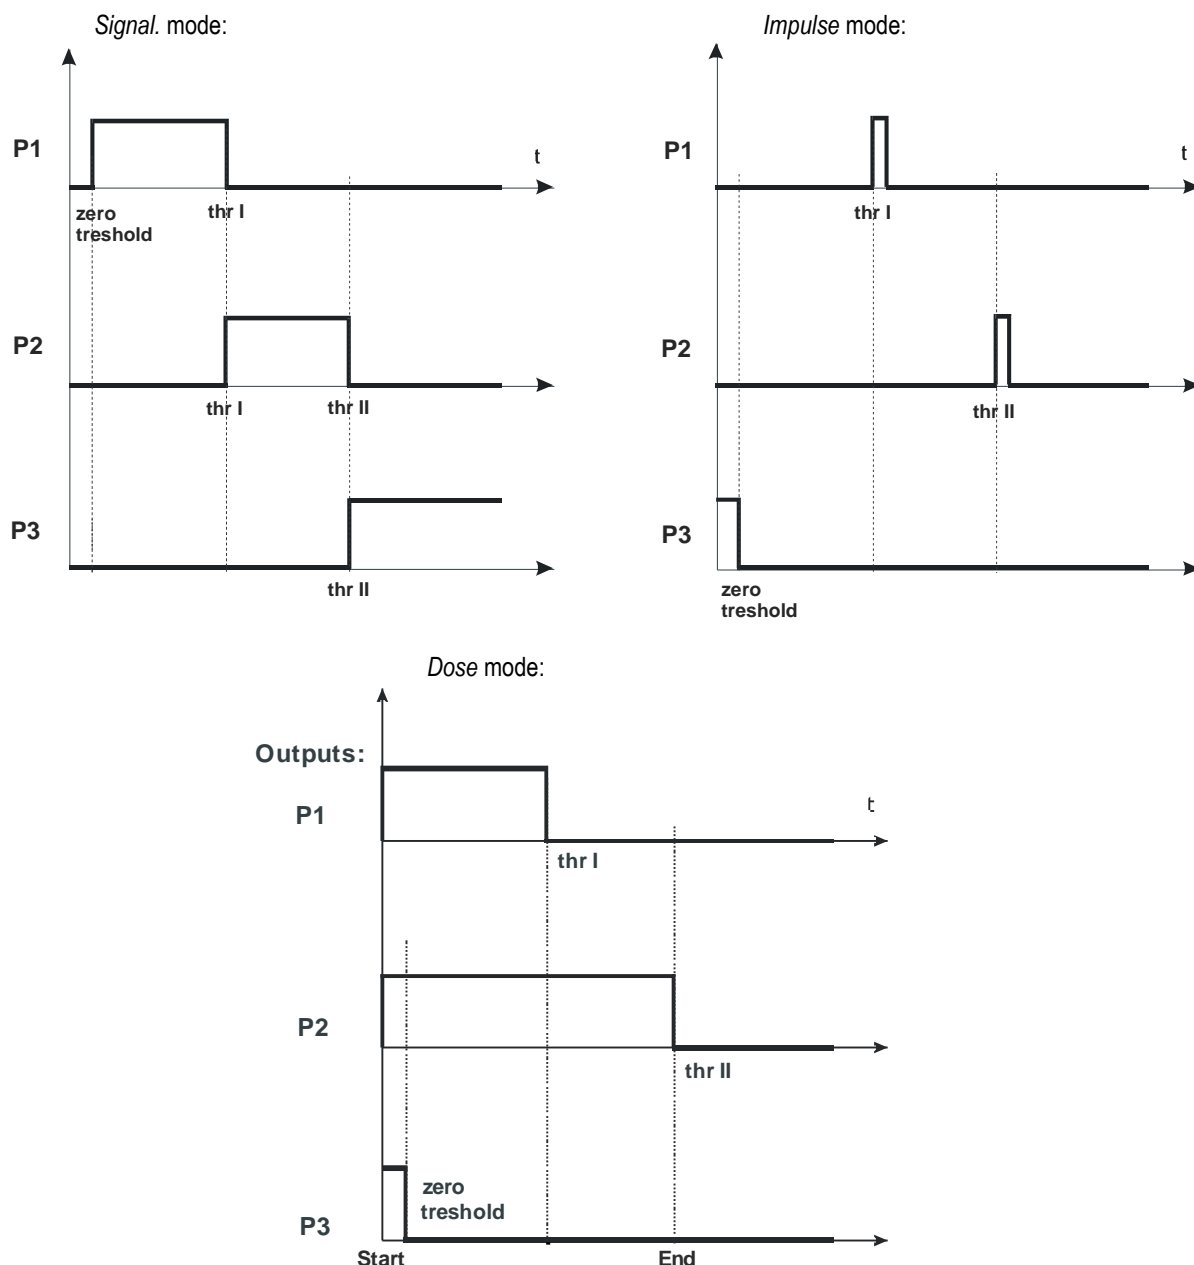 Signal. mode:
P1
t
zero
treshold
thr I
P2
thr I
thr II
P3
thr II
Impulse mode:
P1
t
thr I
P2
thr II
P3
zero
treshold
Dose mode:
Outputs:
P1
t
thr I
P2
thr II
zero
treshold
P3
Start
End